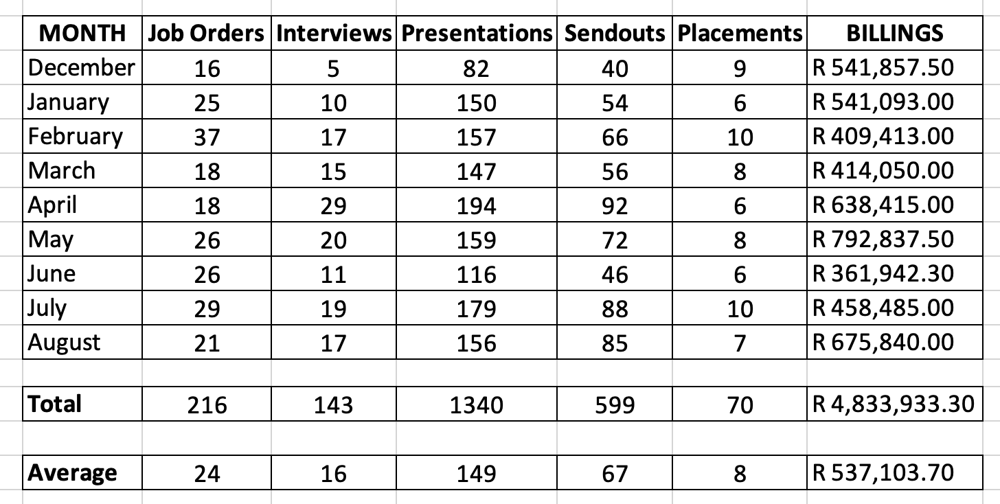 MONTH Job Orders Interviews Presentations Sendouts Placements BILLINGS
December 16 5 82 40 9 R 541,857.50
January 25 10 150 54 6 R 541,093.00
February 37 17 157 66 10 R 409,413.00
March 18 15 147 56 8 R 414,050.00
April 18 29 194 92 6 R 638,415.00
May 26 20 159 72 8 R 792,837.50
June 26 11 116 46 6 R 361,942.30
July 29 19 179 88 10 R 458,485.00
August 21 17 156 85 7 R 675,840.00
Total 216 143 1340 599 70 R 4,833,933.30
Average 24 16 149 67 8 R 537,103.70